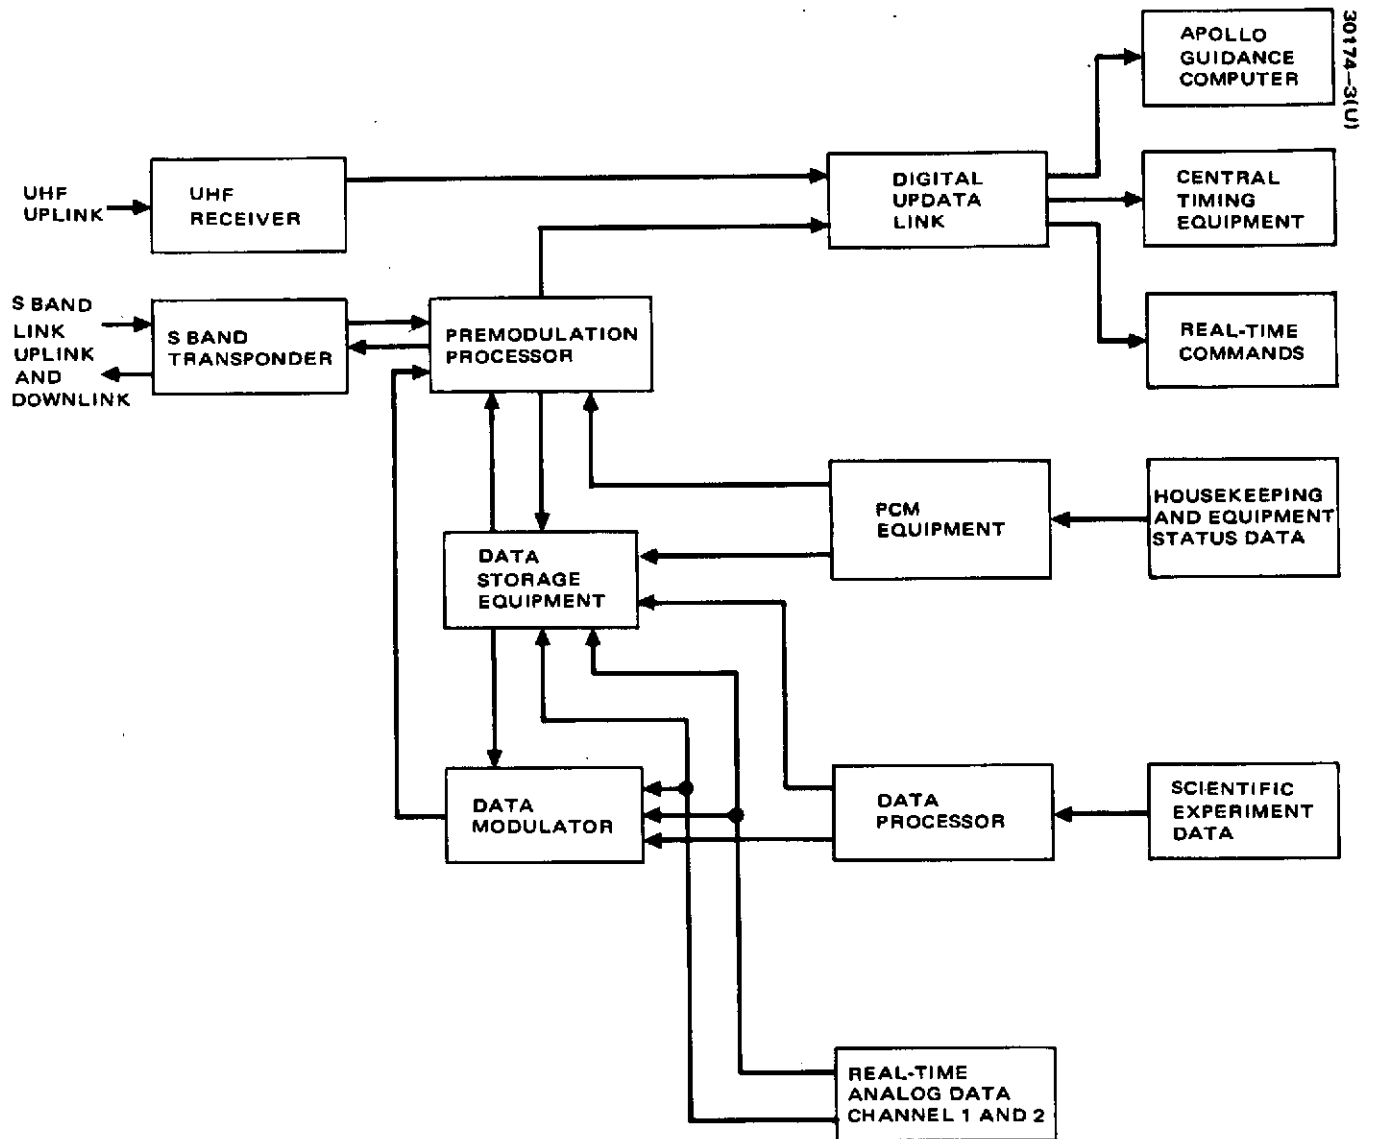 APOLLO
GUIDANCE
COMPUTER
30174-3(U)
UHF
UPLINK
UHF
RECEIVER
DIGITAL
UPDATA
LINK
CENTRAL
TIMING
EQUIPMENT
S BAND
LINK
UPLINK
AND
DOWNLINK
S BAND
TRANSPONDER
PREMODULATION
PROCESSOR
REAL-TIME
COMMANDS
PCM
EQUIPMENT
HOUSEKEEPING
AND EQUIPMENT
STATUS DATA
DATA
STORAGE
EQUIPMENT
DATA
MODULATOR
DATA
PROCESSOR
SCIENTIFIC
EXPERIMENT
DATA
REAL-TIME
ANALOG DATA
CHANNEL 1 AND 2